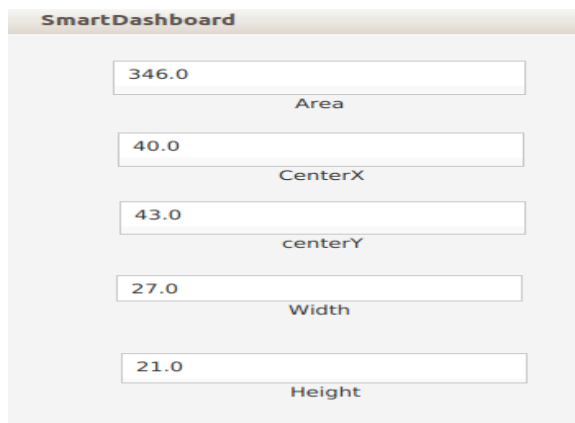 SmartDashboard
346.0
Area
40.0
CenterX
43.0
centerY
27.0
Width
21.0
Height